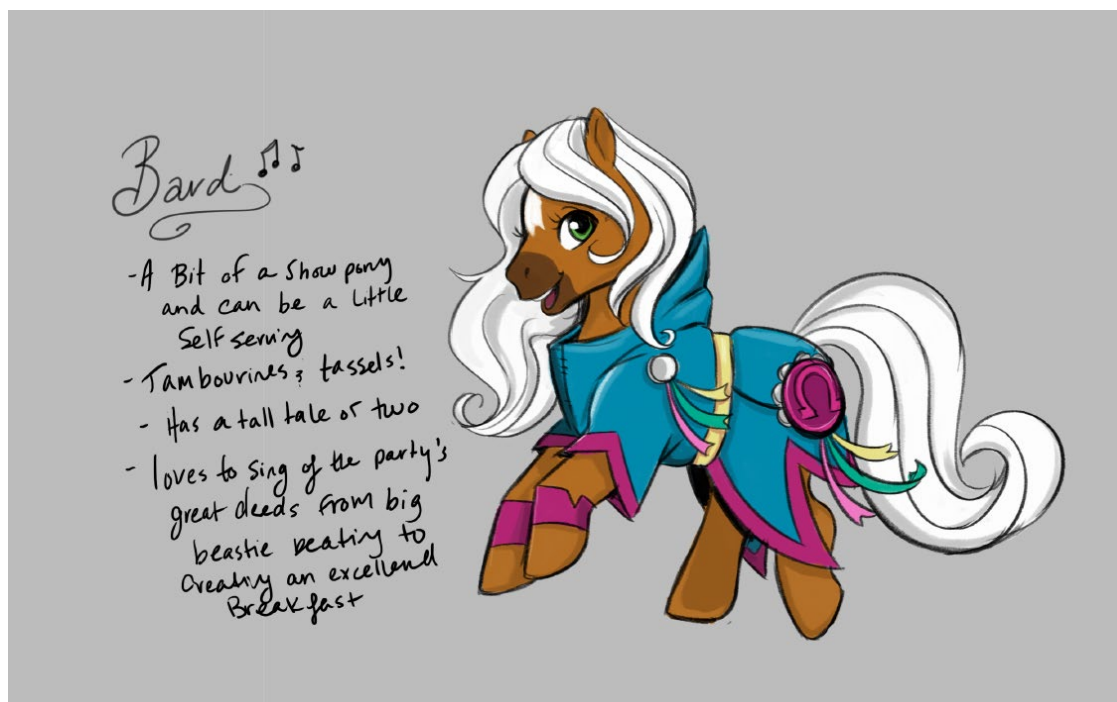 Bard
- A Bit of a Show pony
and can be a Little
Self serving
- Tambourines & tassels!
- Has a tall tale or two
- loves to sing of the party's
great deeds from big
beastie beating to
Creating an excellent
Breakfast
Ω